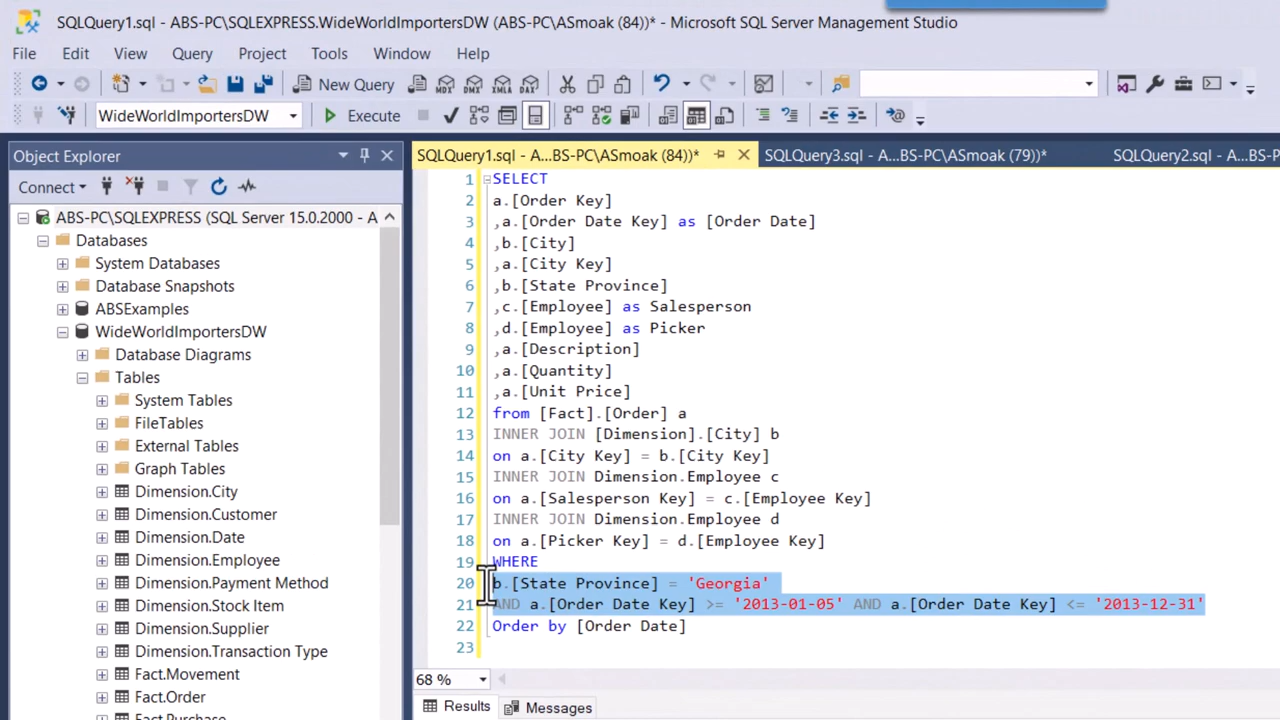 SQLQuery1.sql - ABS-PC\SQLEXPRESS.WideWorldImportersDW (ABS-PC\ASmoak (84))* - Microsoft SQL Server Management Studio
File Edit View Query Project Tools Window Help
New Query MDX DMX XMLA DAX
WideWorldImportersDW Execute
Object Explorer
SQLQuery1.sql - A...BS-PC\ASmoak (84))* SQLQuery3.sql - A...BS-PC\ASmoak (79))* SQLQuery2.sql - A...BS-PC
Connect
ABS-PC\SQLEXPRESS (SQL Server 15.0.2000 - A
Databases
System Databases
Database Snapshots
ABSExamples
WideWorldImportersDW
Database Diagrams
Tables
System Tables
FileTables
External Tables
Graph Tables
Dimension.City
Dimension.Customer
Dimension.Date
Dimension.Employee
Dimension.Payment Method
Dimension.Stock Item
Dimension.Supplier
Dimension.Transaction Type
Fact.Movement
Fact.Order
Fact.Purchase
1 SELECT
2 a.[Order Key]
3 ,a.[Order Date Key] as [Order Date]
4 ,b.[City]
5 ,a.[City Key]
6 ,b.[State Province]
7 ,c.[Employee] as Salesperson
8 ,d.[Employee] as Picker
9 ,a.[Description]
10 ,a.[Quantity]
11 ,a.[Unit Price]
12 from [Fact].[Order] a
13 INNER JOIN [Dimension].[City] b
14 on a.[City Key] = b.[City Key]
15 INNER JOIN Dimension.Employee c
16 on a.[Salesperson Key] = c.[Employee Key]
17 INNER JOIN Dimension.Employee d
18 on a.[Picker Key] = d.[Employee Key]
19 WHERE
20 b.[State Province] = 'Georgia'
21 AND a.[Order Date Key] >= '2013-01-05' AND a.[Order Date Key] <= '2013-12-31'
22 Order by [Order Date]
23
68 %
Results Messages